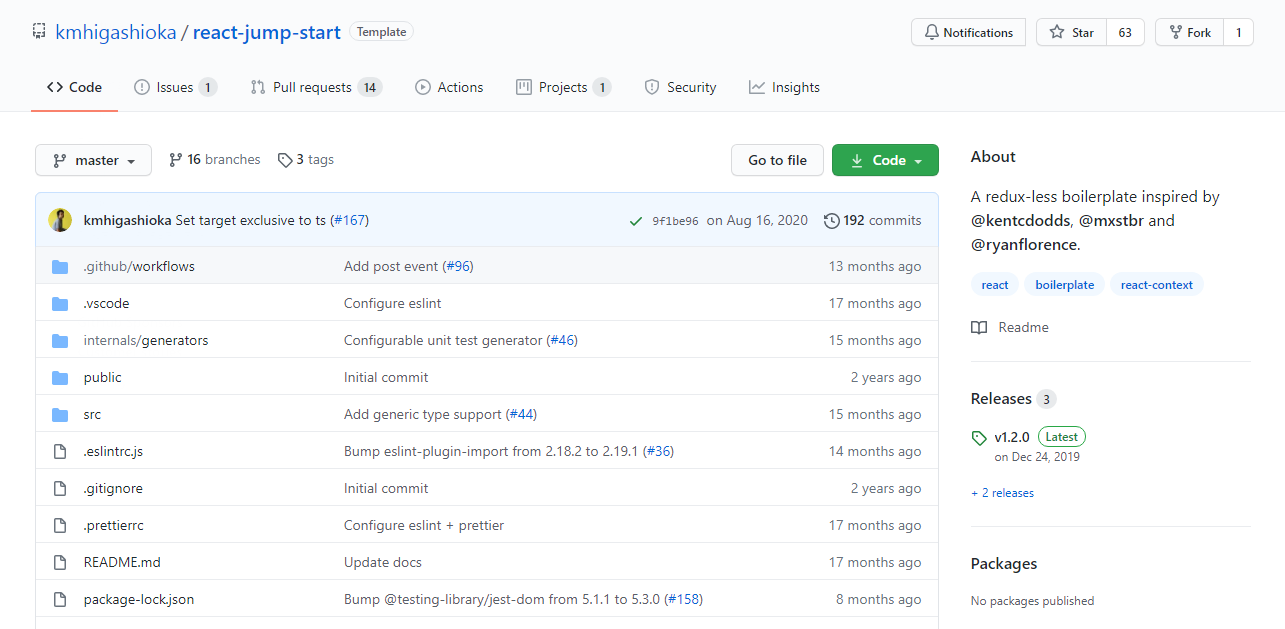 kmhigashioka / react-jump-start Template
Notifications Star 63 Fork 1
Code Issues 1 Pull requests 14 Actions Projects 1 Security Insights
master 16 branches 3 tags Go to file Code
kmhigashioka Set target exclusive to ts (#167) 9f1be96 on Aug 16, 2020 192 commits
.github/workflows Add post event (#96) 13 months ago
.vscode Configure eslint 17 months ago
internals/generators Configurable unit test generator (#46) 15 months ago
public Initial commit 2 years ago
src Add generic type support (#44) 15 months ago
.eslintrc.js Bump eslint-plugin-import from 2.18.2 to 2.19.1 (#36) 14 months ago
.gitignore Initial commit 2 years ago
.prettierrc Configure eslint + prettier 17 months ago
README.md Update docs 17 months ago
package-lock.json Bump @testing-library/jest-dom from 5.1.1 to 5.3.0 (#158) 8 months ago
About
A redux-less boilerplate inspired by
@kentcdodds, @mxstbr and
@ryanflorence.
react boilerplate react-context
Readme
Releases 3
v1.2.0 Latest
on Dec 24, 2019
+ 2 releases
Packages
No packages published